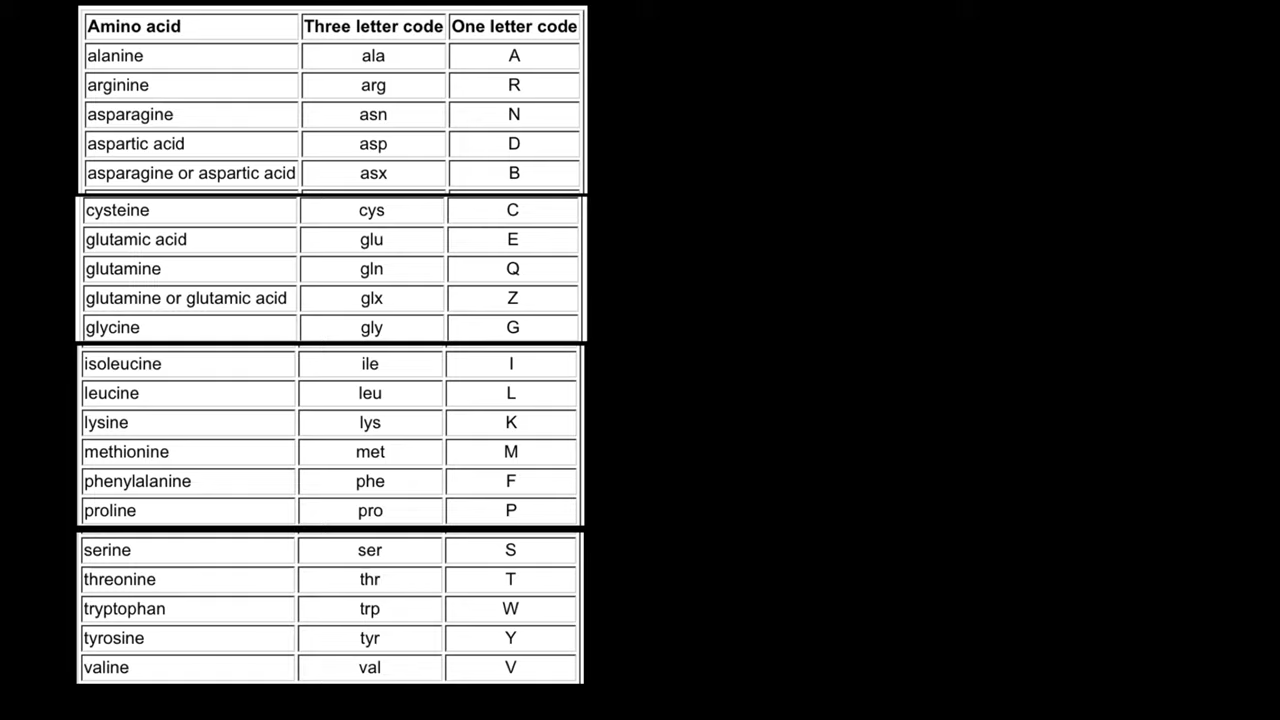 Amino acid Three letter code One letter code
alanine ala A
arginine arg R
asparagine asn N
aspartic acid asp D
asparagine or aspartic acid asx B
cysteine cys C
glutamic acid glu E
glutamine gln Q
glutamine or glutamic acid glx Z
glycine gly G
isoleucine ile I
leucine leu L
lysine lys K
methionine met M
phenylalanine phe F
proline pro P
serine ser S
threonine thr T
tryptophan trp W
tyrosine tyr Y
valine val V